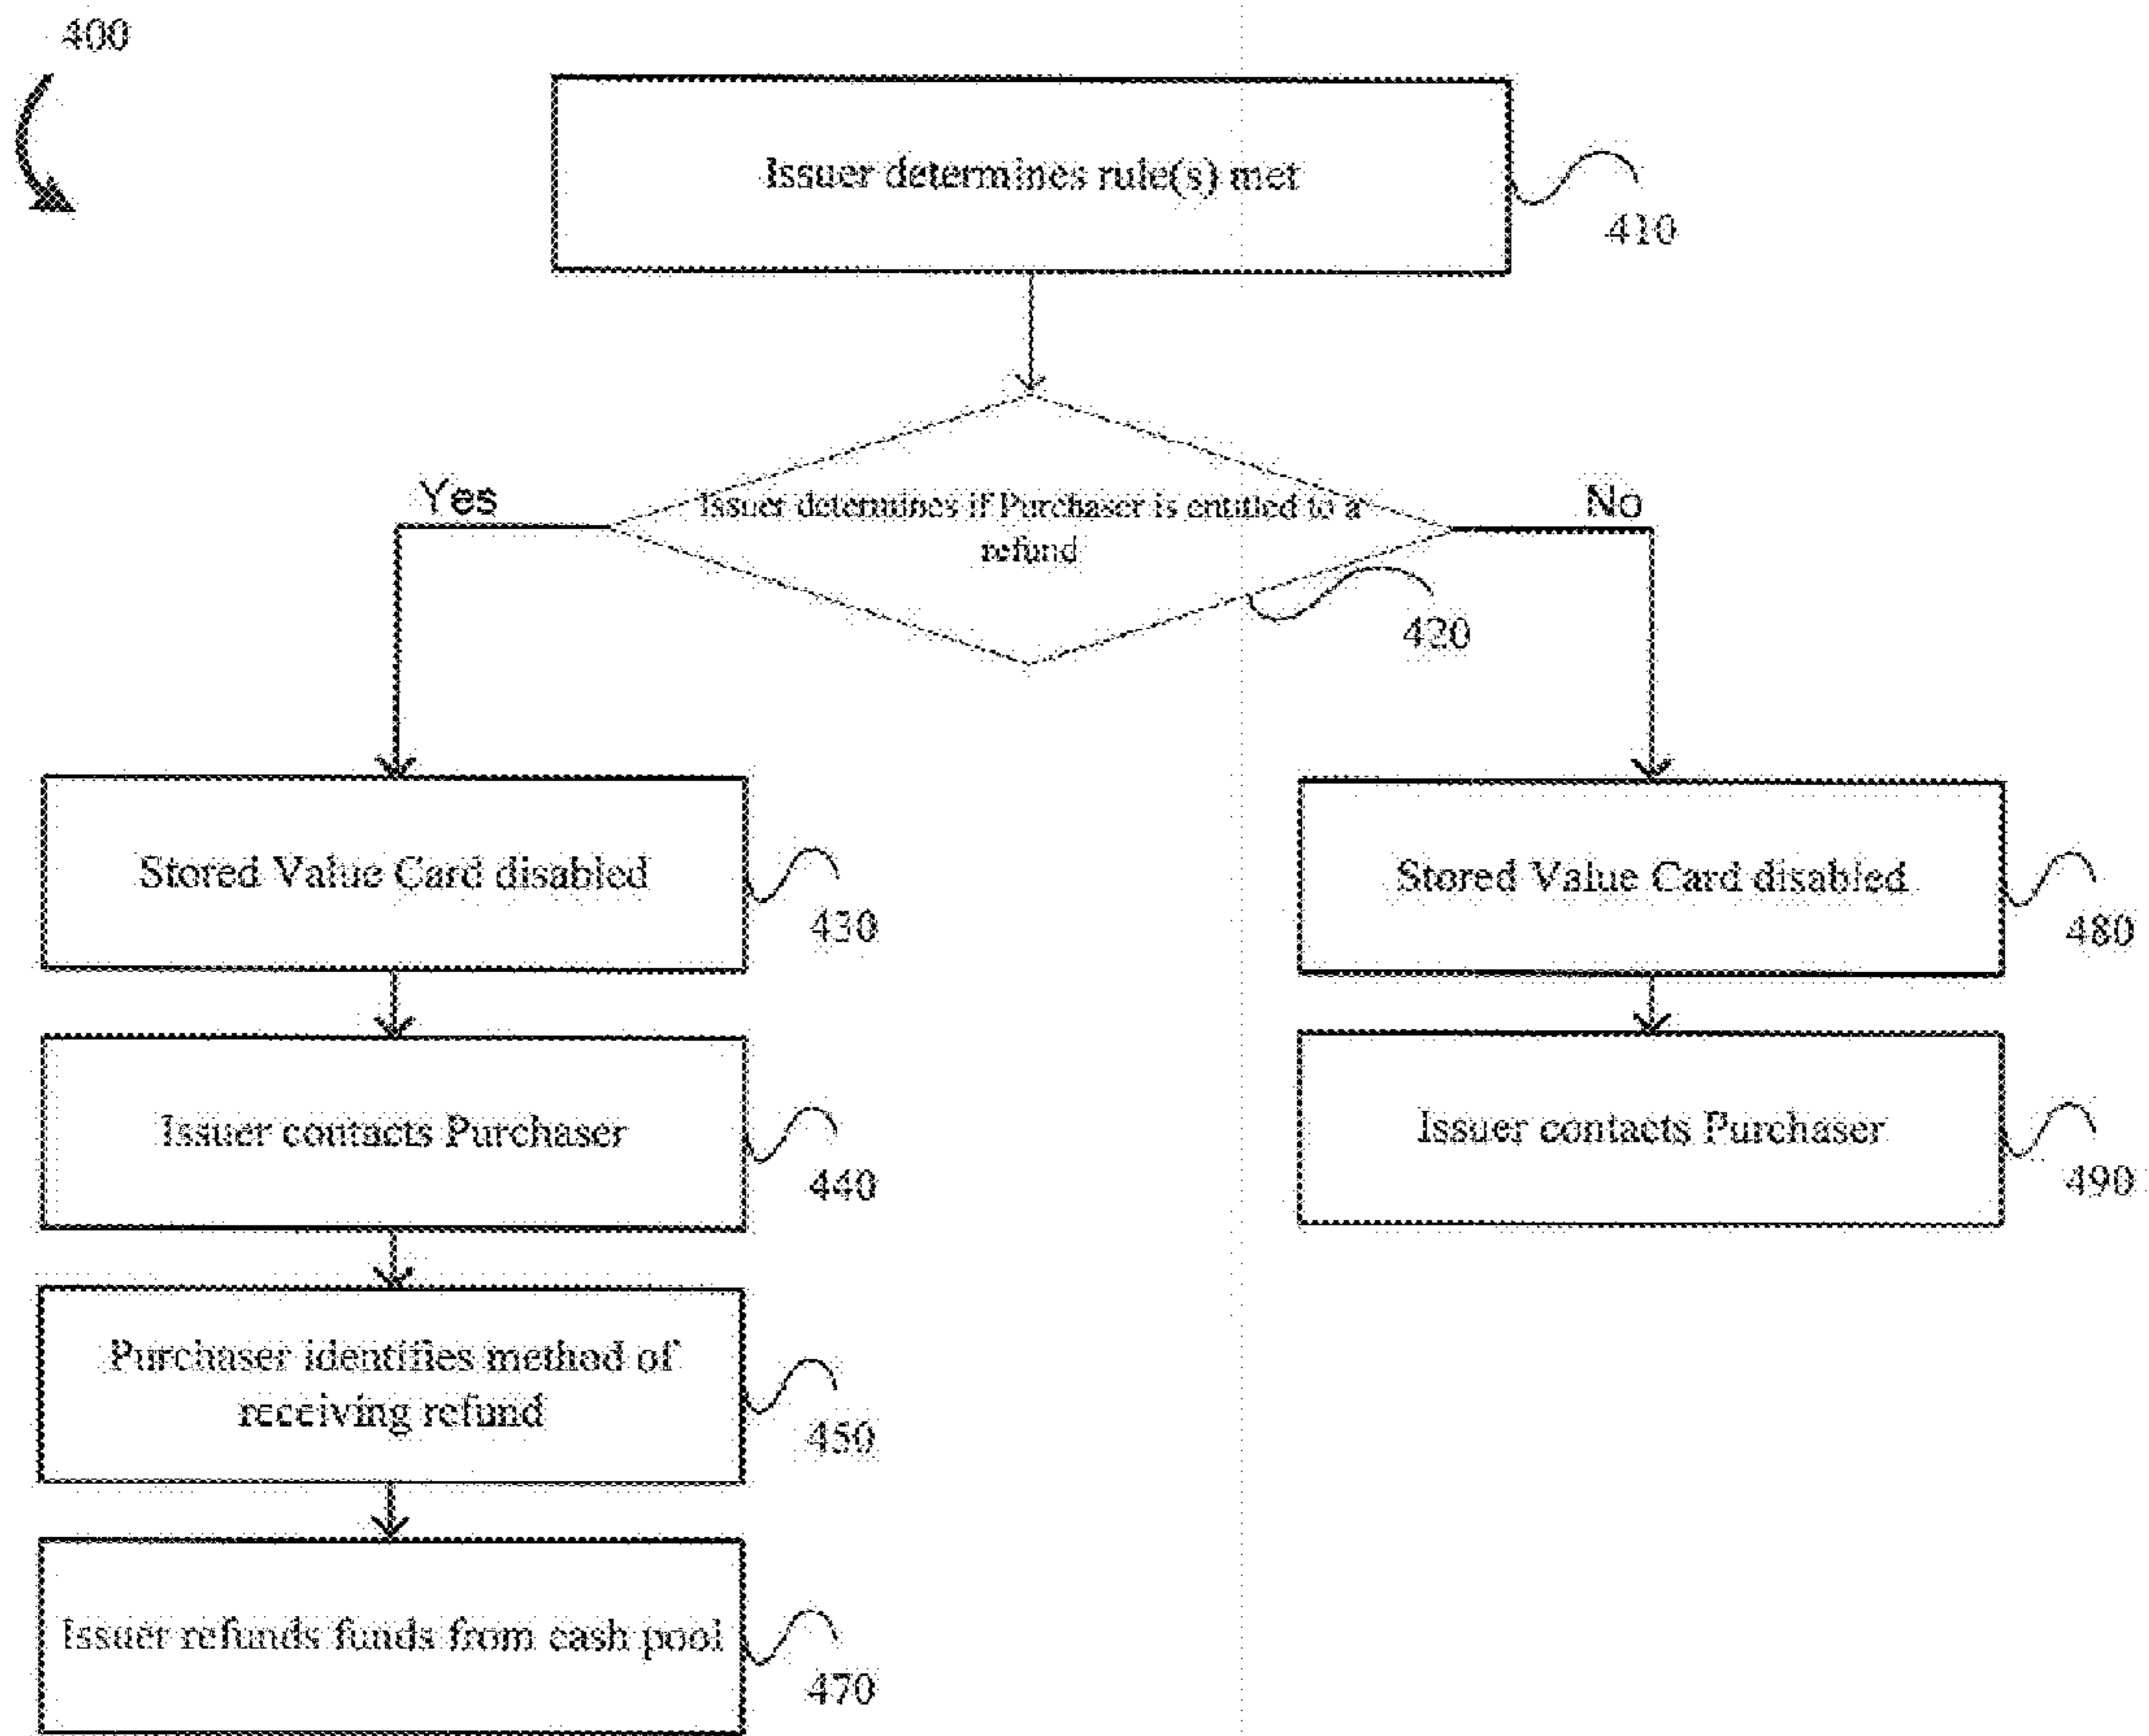 400
Issuer determines rule(s) met
410
Yes
Issuer determines if Purchaser is entitled to a
refund
No
420
Stored Value Card disabled
430
Stored Value Card disabled
480
Issuer contacts Purchaser
440
Issuer contacts Purchaser
490
Purchaser identifies method of
receiving refund
450
Issuer refunds funds from cash pool
470